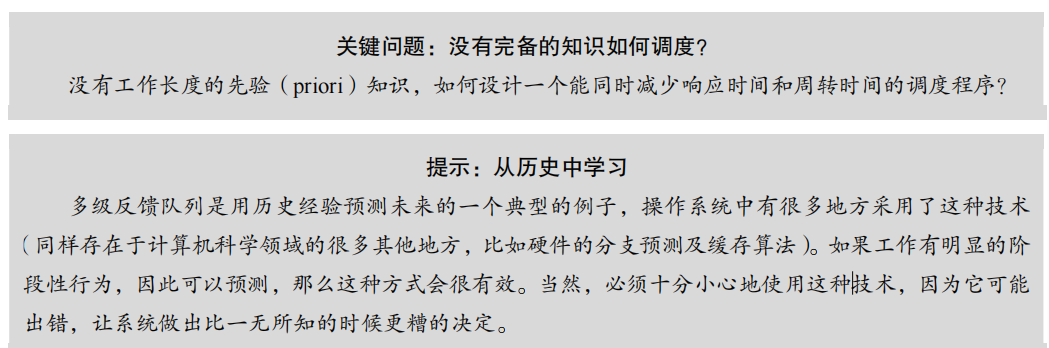 关键问题：没有完备的知识如何调度？
没有工作长度的先验（priori）知识，如何设计一个能同时减少响应时间和周转时间的调度程序？
提示：从历史中学习
多级反馈队列是用历史经验预测未来的一个典型的例子，操作系统中有很多地方采用了这种技术
（同样存在于计算机科学领域的很多其他地方，比如硬件的分支预测及缓存算法）。如果工作有明显的阶
段性行为，因此可以预测，那么这种方式会很有效。当然，必须十分小心地使用这种技术，因为它可能
出错，让系统做出比一无所知的时候更糟的决定。